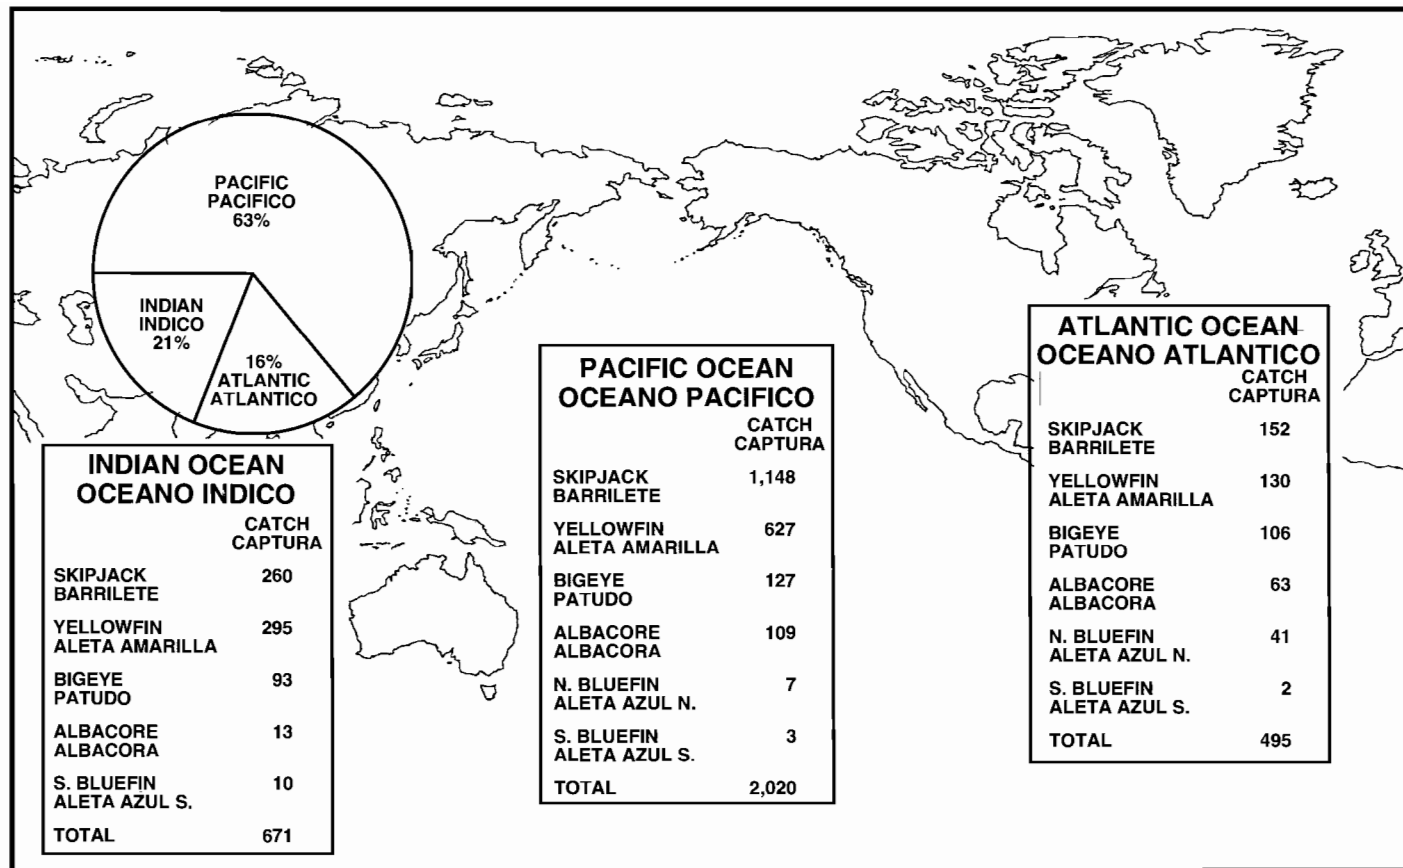 PACIFIC
PACIFICO
63%
INDIAN
INDICO
21%
16%
ATLANTIC
ATLANTICO
INDIAN OCEAN
OCEANO INDICO
CATCH
CAPTURA
SKIPJACK 260
BARRILETE
YELLOWFIN 295
ALETA AMARILLA
BIGEYE 93
PATUDO
ALBACORE 13
ALBACORA
S. BLUEFIN 10
ALETA AZUL S.
TOTAL 671
PACIFIC OCEAN
OCEANO PACIFICO
CATCH
CAPTURA
SKIPJACK 1,148
BARRILETE
YELLOWFIN 627
ALETA AMARILLA
BIGEYE 127
PATUDO
ALBACORE 109
ALBACORA
N. BLUEFIN 7
ALETA AZUL N.
S. BLUEFIN 3
ALETA AZUL S.
TOTAL 2,020
ATLANTIC OCEAN
OCEANO ATLANTICO
CATCH
CAPTURA
SKIPJACK 152
BARRILETE
YELLOWFIN 130
ALETA AMARILLA
BIGEYE 106
PATUDO
ALBACORE 63
ALBACORA
N. BLUEFIN 41
ALETA AZUL N.
S. BLUEFIN 2
ALETA AZUL S.
TOTAL 495